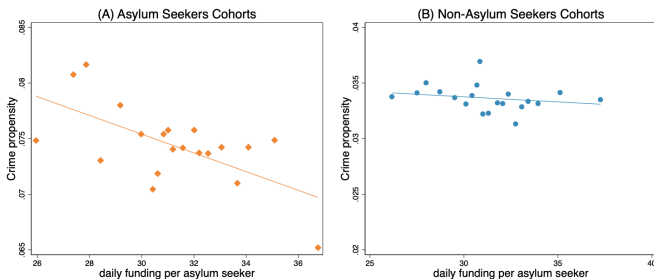 (A) Asylum Seekers Cohorts
Crime propensity
.085
.08
.075
.07
.065
26 28 30 32 34 36
daily funding per asylum seeker
(B) Non-Asylum Seekers Cohorts
Crime propensity
.04
.035
.03
.025
.02
25 30 35 40
daily funding per asylum seeker